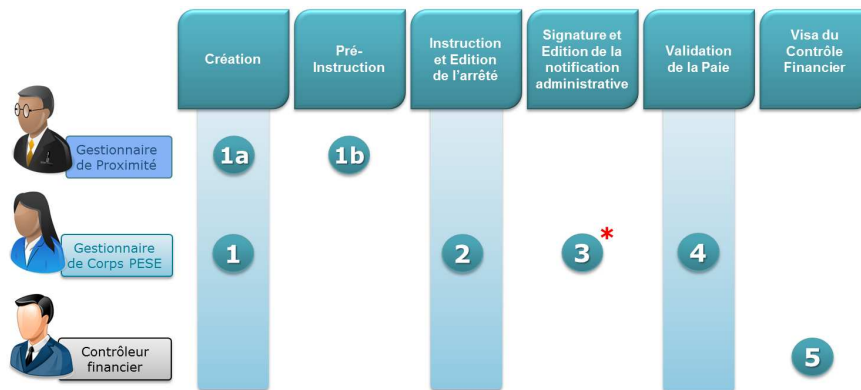 Création
Pré-
Instruction
Instruction
et Edition
de l'arrêté
Signature et
Edition de la
notification
administrative
Validation
de la Paie
Visa du
Contrôle
Financier
Gestionnaire
de Proximité
1a
1b
Gestionnaire
de Corps PESE
1
2
3
*
4
Contrôleur
financier
5